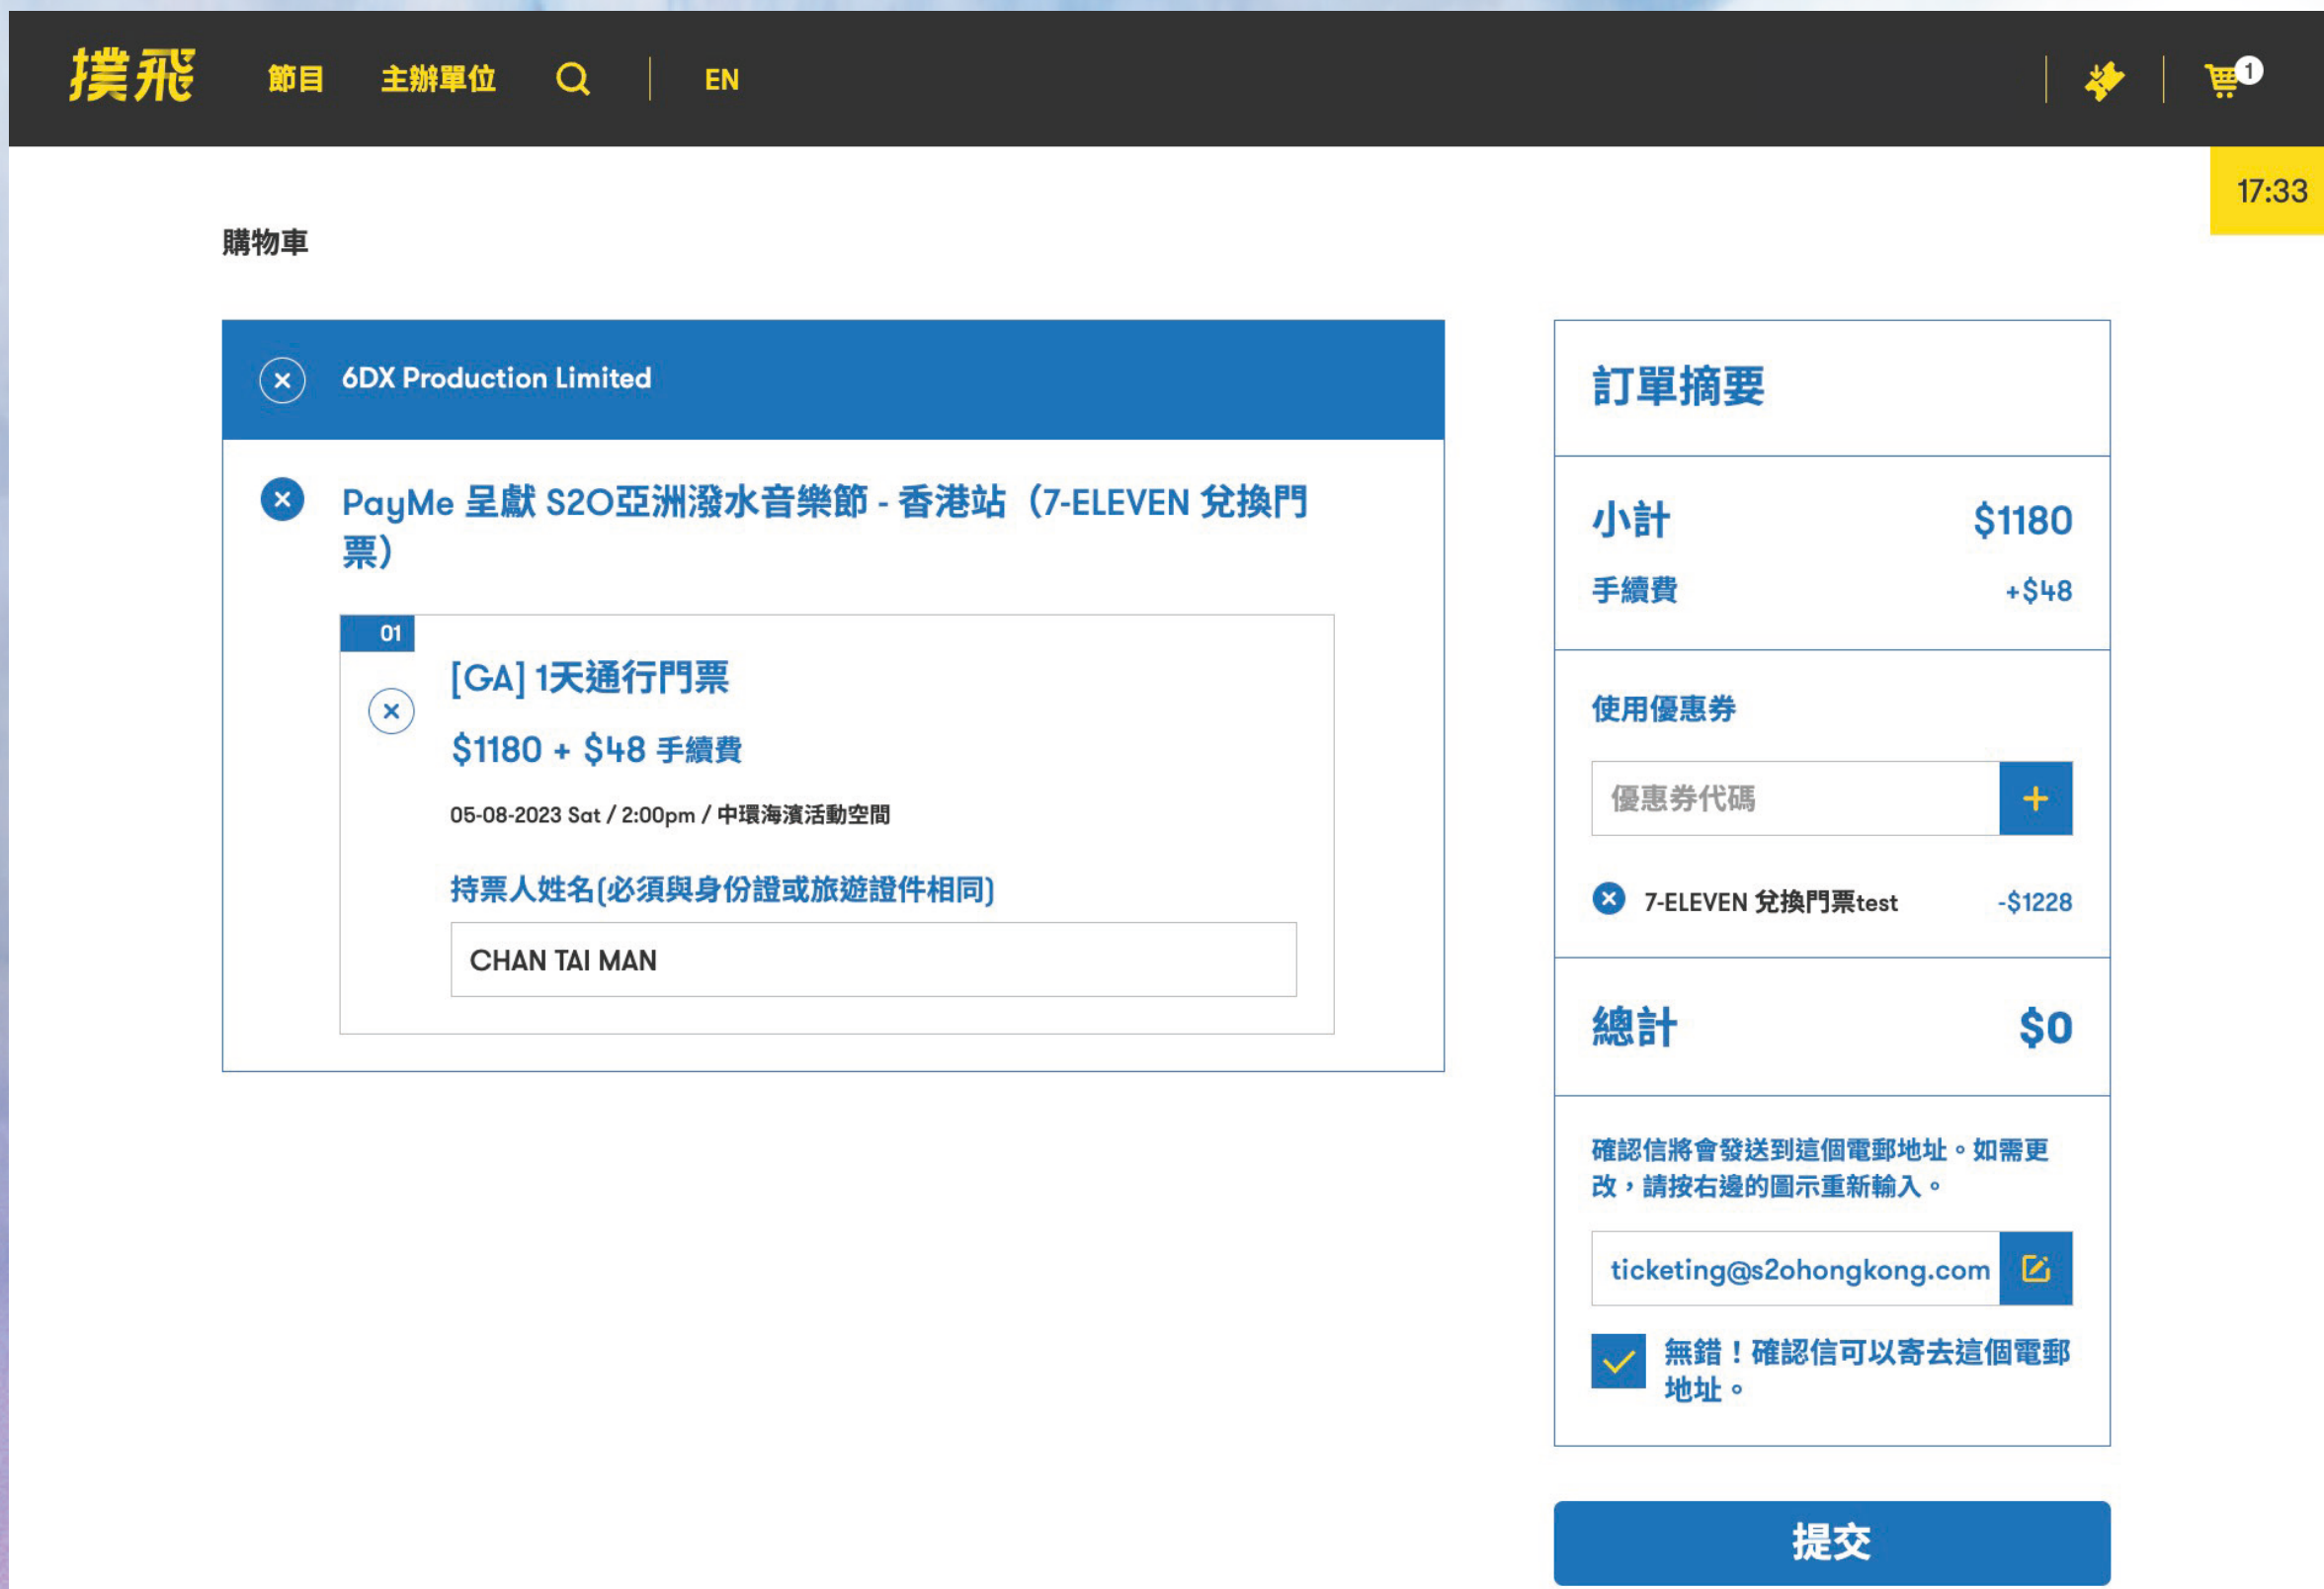 撲飛
節目 主辦單位 EN
1
17:33
購物車
6DX Production Limited
PayMe 呈獻 S2O亞洲潑水音樂節 - 香港站（7-ELEVEN 兌換門
票）
01
[GA] 1天通行門票
$1180 + $48 手續費
05-08-2023 Sat / 2:00pm / 中環海濱活動空間
持票人姓名(必須與身份證或旅遊證件相同)
CHAN TAI MAN
訂單摘要
小計 $1180
手續費 +$48
使用優惠券
優惠券代碼 +
7-ELEVEN 兌換門票test -$1228
總計 $0
確認信將會發送到這個電郵地址。如需更
改，請按右邊的圖示重新輸入。
ticketing@s2ohongkong.com
無錯！確認信可以寄去這個電郵
地址。
提交